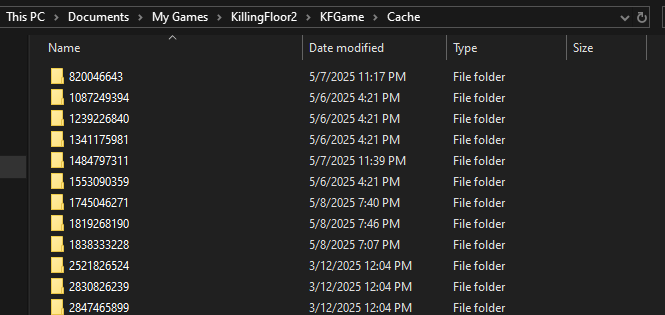 This PC > Documents > My Games > KillingFloor2 > KFGame > Cache
Name Date modified Type Size
820046643 5/7/2025 11:17 PM File folder
1087249394 5/6/2025 4:21 PM File folder
1239226840 5/6/2025 4:21 PM File folder
1341175981 5/6/2025 4:21 PM File folder
1484797311 5/7/2025 11:39 PM File folder
1553090359 5/6/2025 4:21 PM File folder
1745046271 5/8/2025 7:40 PM File folder
1819268190 5/8/2025 7:46 PM File folder
1838333228 5/8/2025 7:07 PM File folder
2521826524 3/12/2025 12:04 PM File folder
2830826239 3/12/2025 12:04 PM File folder
2847465899 3/12/2025 12:04 PM File folder